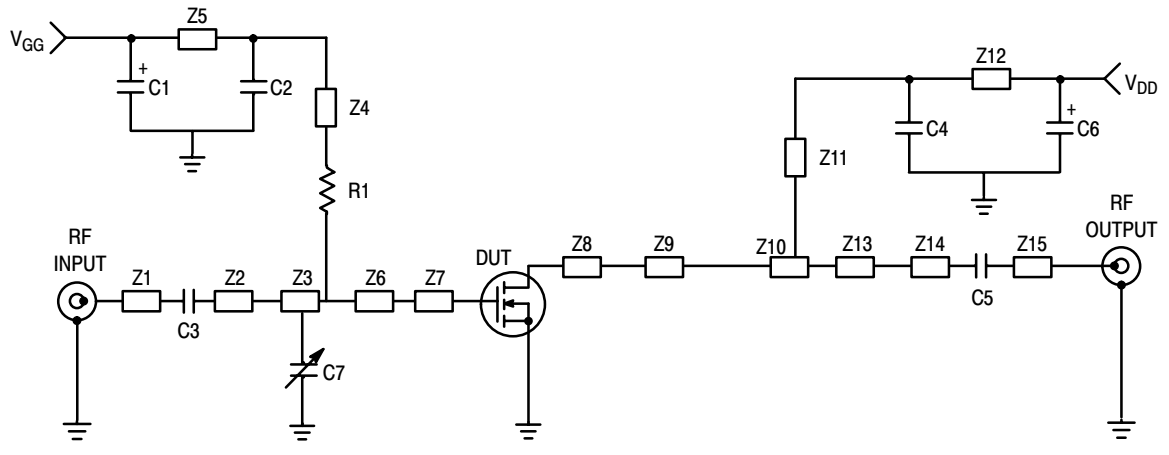 Z5
VGG
+
C1
C2
Z4
R1
RF
INPUT
Z1
C3
Z2
Z3
C7
Z6
Z7
DUT
Z8
Z9
Z10
Z11
Z12
VDD
C4
+
C6
Z13
Z14
C5
Z15
RF
OUTPUT